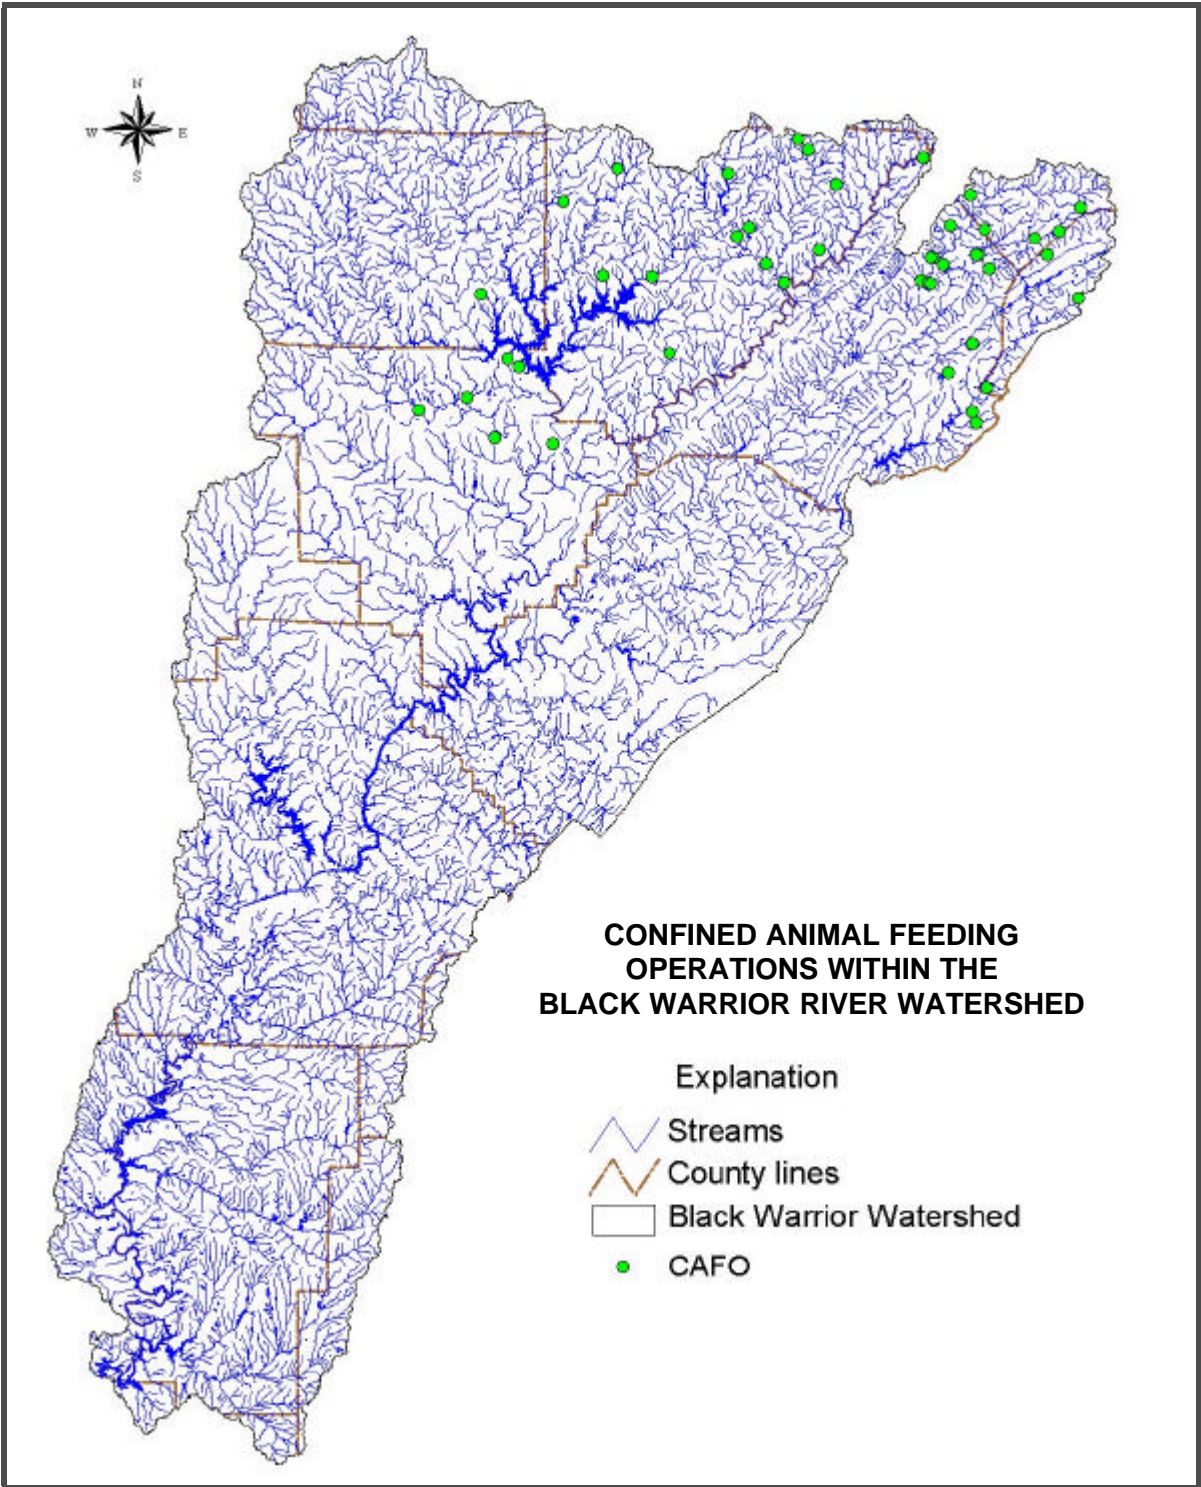 N
W E
S
CONFINED ANIMAL FEEDING
OPERATIONS WITHIN THE
BLACK WARRIOR RIVER WATERSHED
Explanation
Streams
County lines
Black Warrior Watershed
CAFO